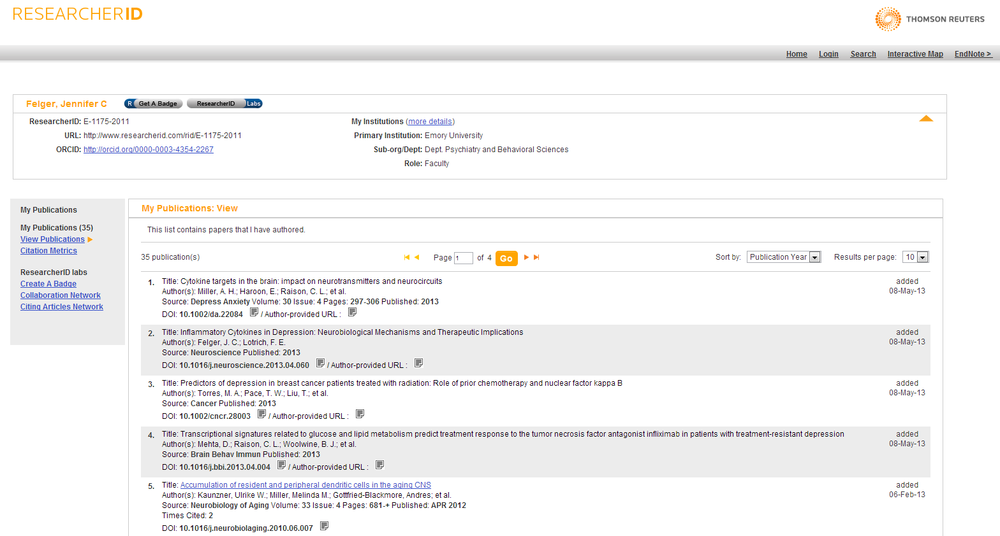 RESEARCHERID
THOMSON REUTERS
Home Login Search Interactive Map EndNote >
Felger, Jennifer C R Get A Badge ResearcherID Labs
ResearcherID: E-1175-2011
URL: http://www.researcherid.com/rid/E-1175-2011
ORCID: http://orcid.org/0000-0003-4354-2267
My Institutions (more details)
Primary Institution: Emory University
Sub-org/Dept: Dept. Psychiatry and Behavioral Sciences
Role: Faculty
My Publications
My Publications (35)
View Publications
Citation Metrics
ResearcherID labs
Create A Badge
Collaboration Network
Citing Articles Network
My Publications: View
This list contains papers that I have authored.
35 publication(s) Page 1 of 4 Go Sort by: Publication Year Results per page: 10
1. Title: Cytokine targets in the brain: impact on neurotransmitters and neurocircuits
Author(s): Miller, A. H.; Haroon, E.; Raison, C. L.; et al.
Source: Depress Anxiety Volume: 30 Issue: 4 Pages: 297-306 Published: 2013
DOI: 10.1002/da.22084 / Author-provided URL :
added
08-May-13
2. Title: Inflammatory Cytokines in Depression: Neurobiological Mechanisms and Therapeutic Implications
Author(s): Felger, J. C.; Lotrich, F. E.
Source: Neuroscience Published: 2013
DOI: 10.1016/j.neuroscience.2013.04.060 / Author-provided URL :
added
08-May-13
3. Title: Predictors of depression in breast cancer patients treated with radiation: Role of prior chemotherapy and nuclear factor kappa B
Author(s): Torres, M. A.; Pace, T. W.; Liu, T.; et al.
Source: Cancer Published: 2013
DOI: 10.1002/cncr.28003 / Author-provided URL :
added
08-May-13
4. Title: Transcriptional signatures related to glucose and lipid metabolism predict treatment response to the tumor necrosis factor antagonist infliximab in patients with treatment-resistant depression
Author(s): Mehta, D.; Raison, C. L.; Woolwine, B. J.; et al.
Source: Brain Behav Immun Published: 2013
DOI: 10.1016/j.bbi.2013.04.004 / Author-provided URL :
added
08-May-13
5. Title: Accumulation of resident and peripheral dendritic cells in the aging CNS
Author(s): Kaunzner, Ulrike W.; Miller, Melinda M.; Gottfried-Blackmore, Andres; et al.
Source: Neurobiology of Aging Volume: 33 Issue: 4 Pages: 681-+ Published: APR 2012
Times Cited: 2
DOI: 10.1016/j.neurobiolaging.2010.06.007
added
06-Feb-13